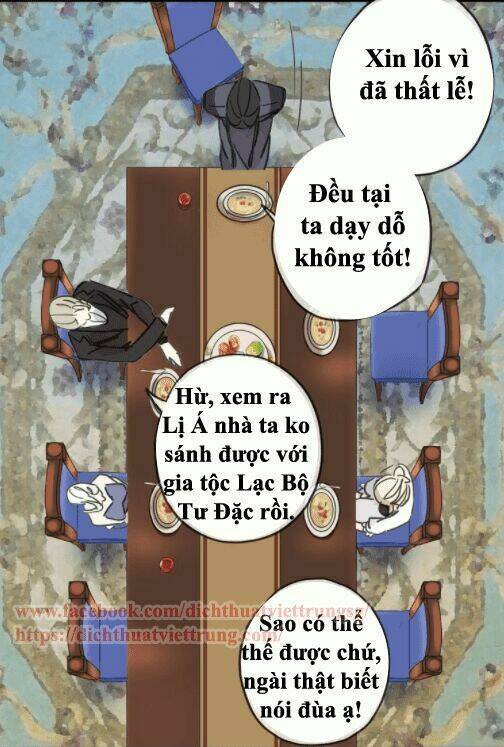 Xin lỗi vì
đã thất lễ!
Đều tại
ta dạy dỗ
không tốt!
Hừ, xem ra
Lị Á nhà ta ko
sánh được với
gia tộc Lạc Bộ
Tư Đặc rồi.
www.facebook.com/dichthuatviettrungsz/
https://dichthuatviettrung.com/
Sao có thể
thế được chứ,
ngài thật biết
nói đùa ạ!